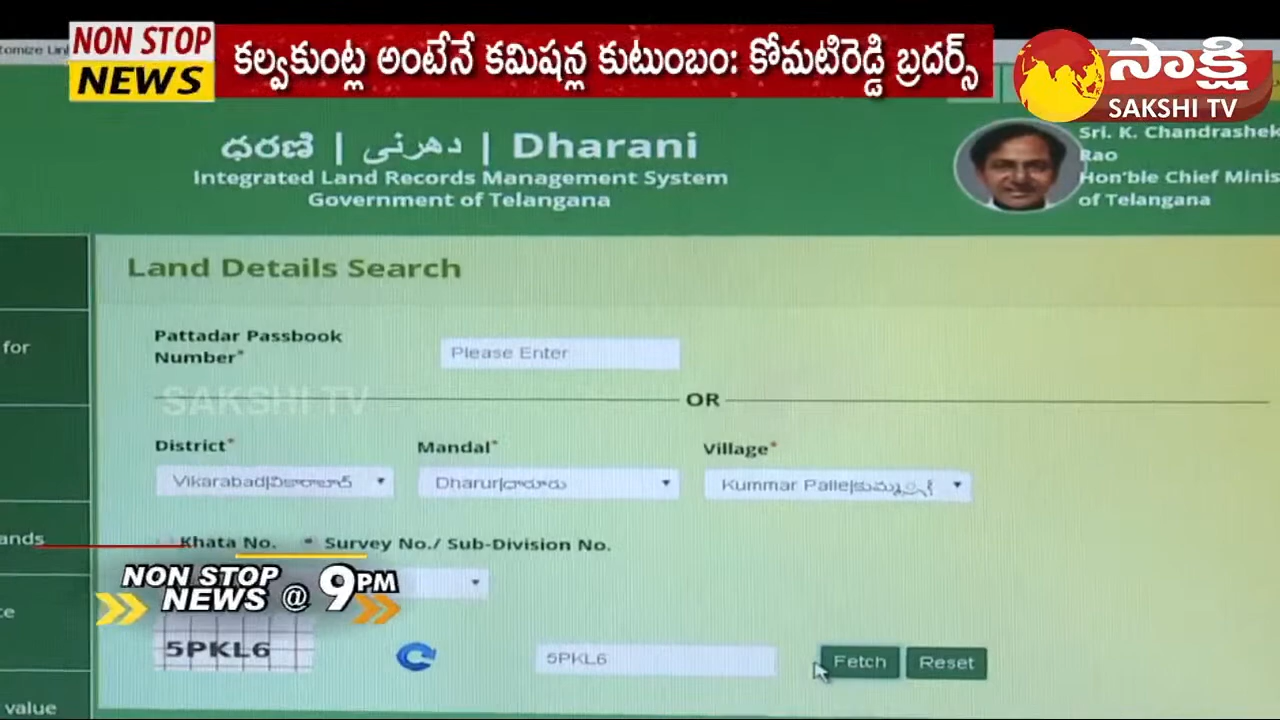 NON STOP
NEWS
కల్వకుంట్ల అంటేనే కమిషన్ల కుటుంబం: కోమటిరెడ్డి బ్రదర్స్
సాక్షి
SAKSHI TV
ధరణి | دھرنی | Dharani
Integrated Land Records Management System
Government of Telangana
Sri. K. Chandrashek
Rao
Hon'ble Chief Minis
of Telangana
Land Details Search
for
Pattadar Passbook
Number*
Please Enter
SAKSHI TV
OR
District* Mandal* Village*
Vikarabad|వికారాబాద్ Dharur|ధారూరు Kummar Palle|
ands
Khata No. Survey No./ Sub-Division No.
NON STOP
NEWS @ 9PM
5PKL6
5PKL6
Fetch Reset
value